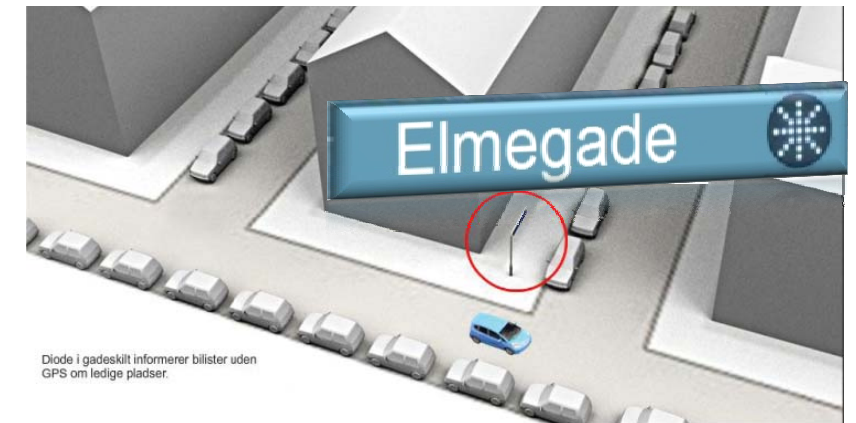 Elmegade
Diode i gadeskilt informerer bilister uden
GPS om ledige pladser.